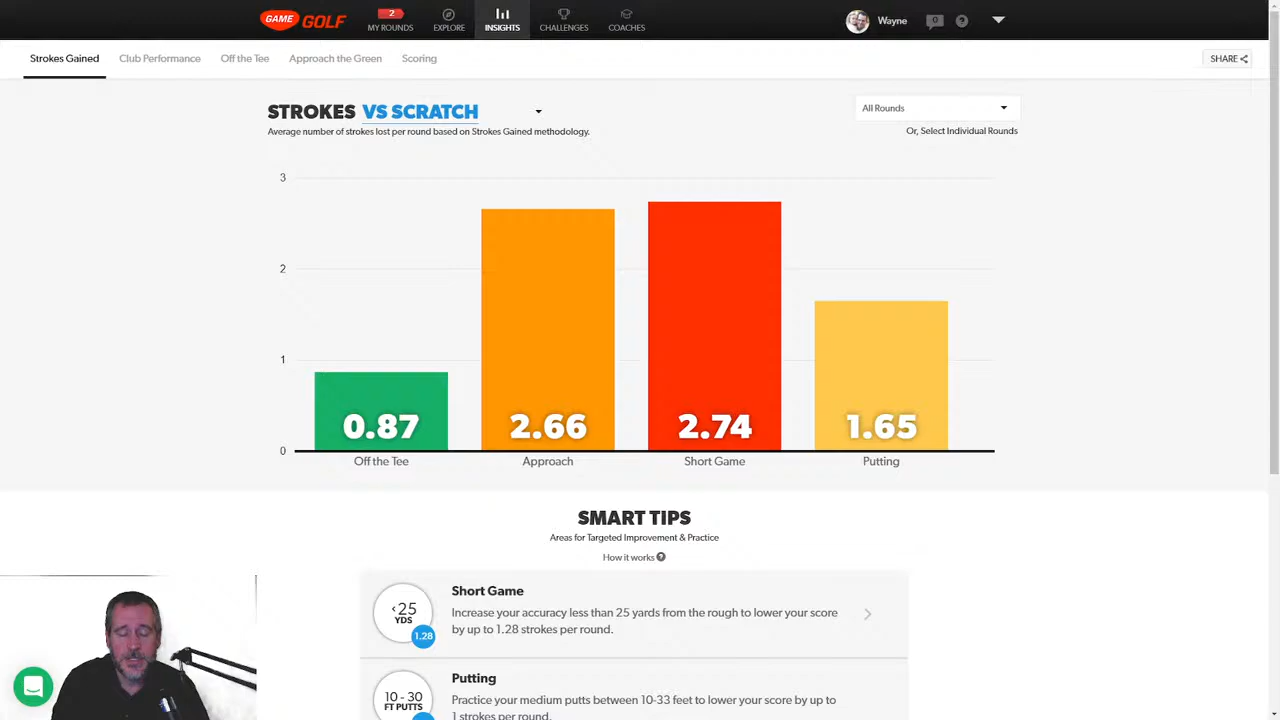 GAME GOLF
2
MY ROUNDS
EXPLORE
INSIGHTS
CHALLENGES
COACHES
Wayne
0
?
Strokes Gained
Club Performance
Off the Tee
Approach the Green
Scoring
SHARE
STROKES VS SCRATCH
All Rounds
Average number of strokes lost per round based on Strokes Gained methodology.
Or, Select Individual Rounds
3
2
1
0
0.87
2.66
2.74
1.65
Off the Tee
Approach
Short Game
Putting
SMART TIPS
Areas for Targeted Improvement & Practice
How it works ?
<25
YDS
1.28
Short Game
Increase your accuracy less than 25 yards from the rough to lower your score
by up to 1.28 strokes per round.
10 - 30
FT PUTTS
Putting
Practice your medium putts between 10-33 feet to lower your score by up to
1 strokes per round.